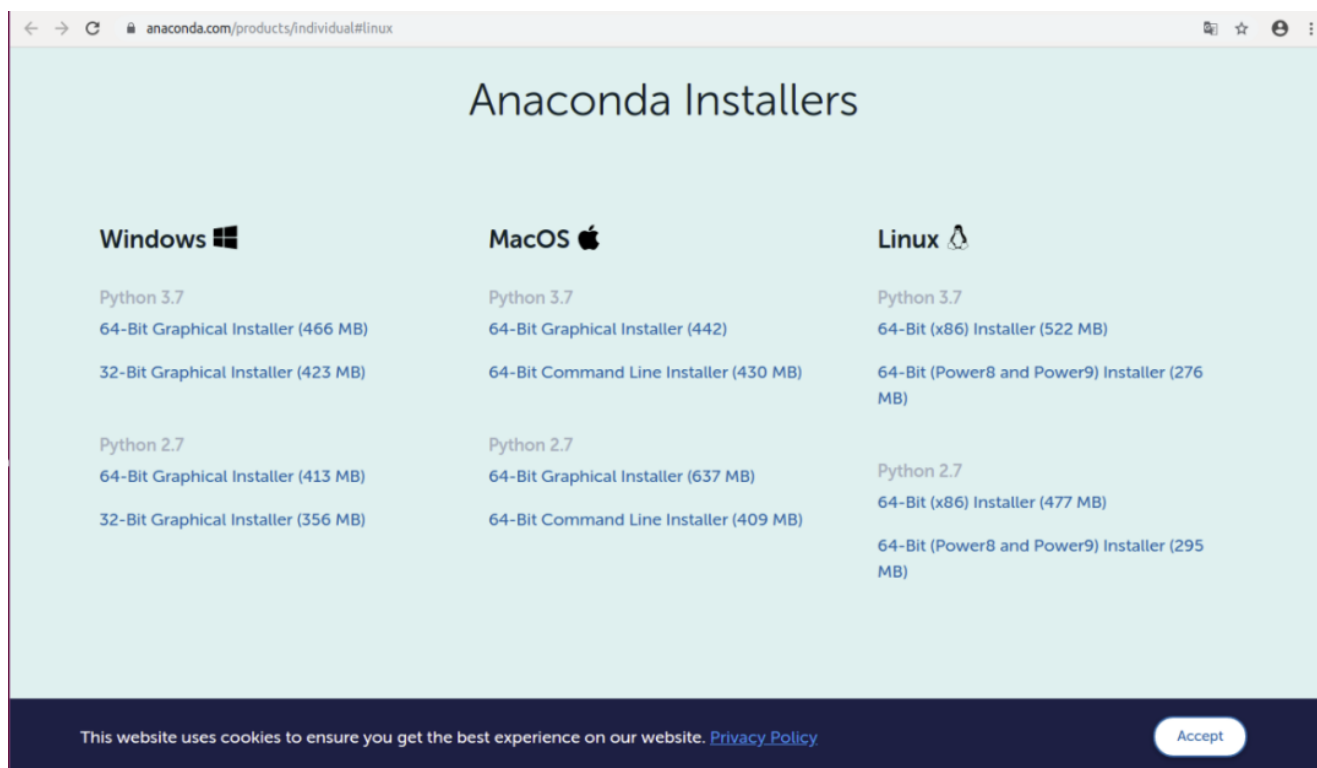 anaconda.com/products/individual#linux
Anaconda Installers
Windows
Python 3.7
64-Bit Graphical Installer (466 MB)
32-Bit Graphical Installer (423 MB)
Python 2.7
64-Bit Graphical Installer (413 MB)
32-Bit Graphical Installer (356 MB)
MacOS
Python 3.7
64-Bit Graphical Installer (442)
64-Bit Command Line Installer (430 MB)
Python 2.7
64-Bit Graphical Installer (637 MB)
64-Bit Command Line Installer (409 MB)
Linux
Python 3.7
64-Bit (x86) Installer (522 MB)
64-Bit (Power8 and Power9) Installer (276
MB)
Python 2.7
64-Bit (x86) Installer (477 MB)
64-Bit (Power8 and Power9) Installer (295
MB)
This website uses cookies to ensure you get the best experience on our website. Privacy Policy
Accept